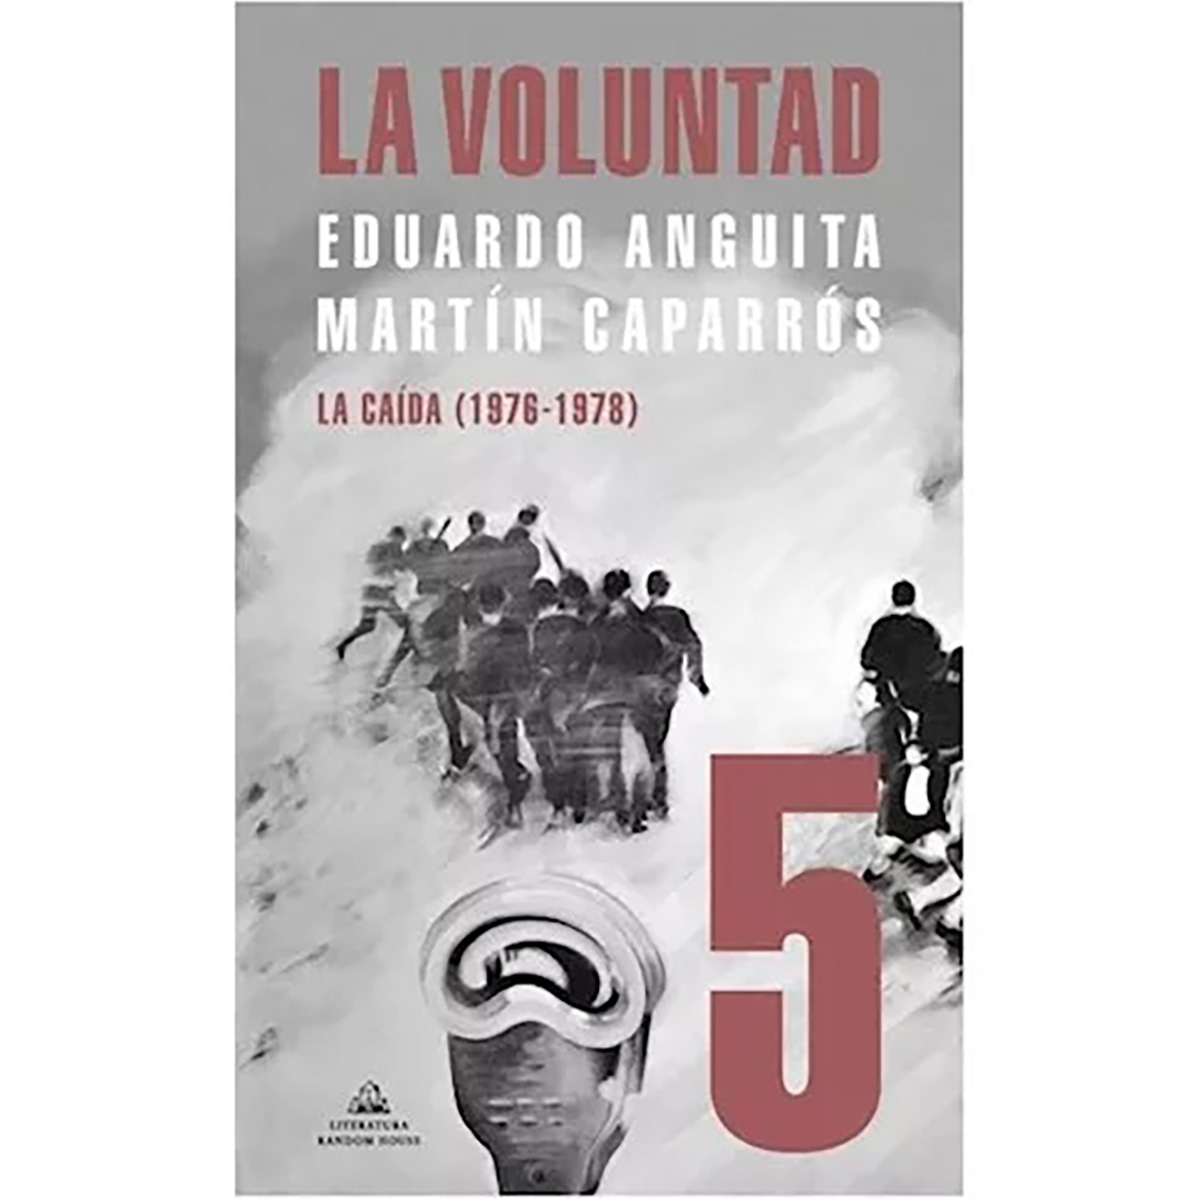 LA VOLUNTAD
EDUARDO ANGUITA
MARTÍN CAPARRÓS
LA CAÍDA (1976-1978)
5
LITERATURA
RANDOM HOUSE